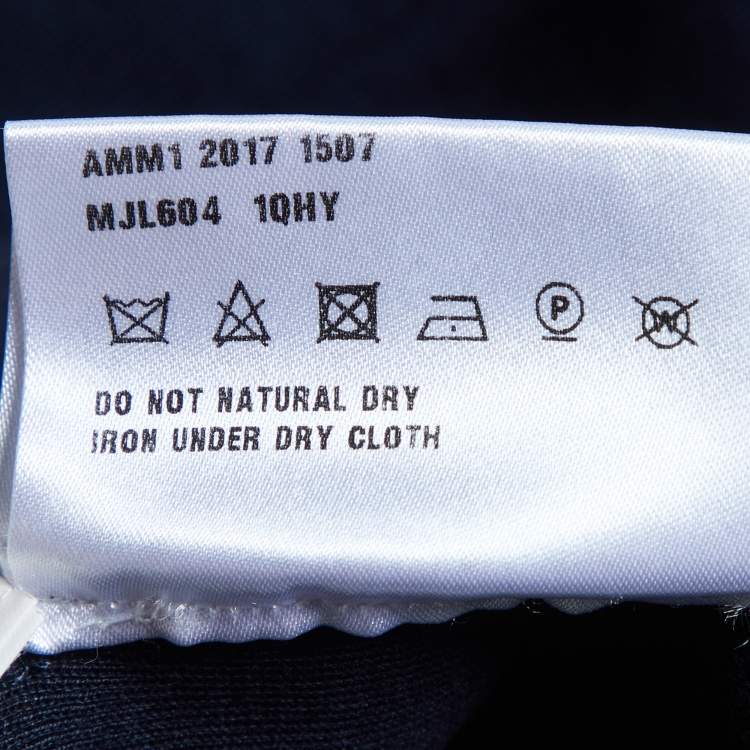 AMM1 2017 1507
MJL604 1QHY
P W
DO NOT NATURAL DRY
IRON UNDER DRY CLOTH